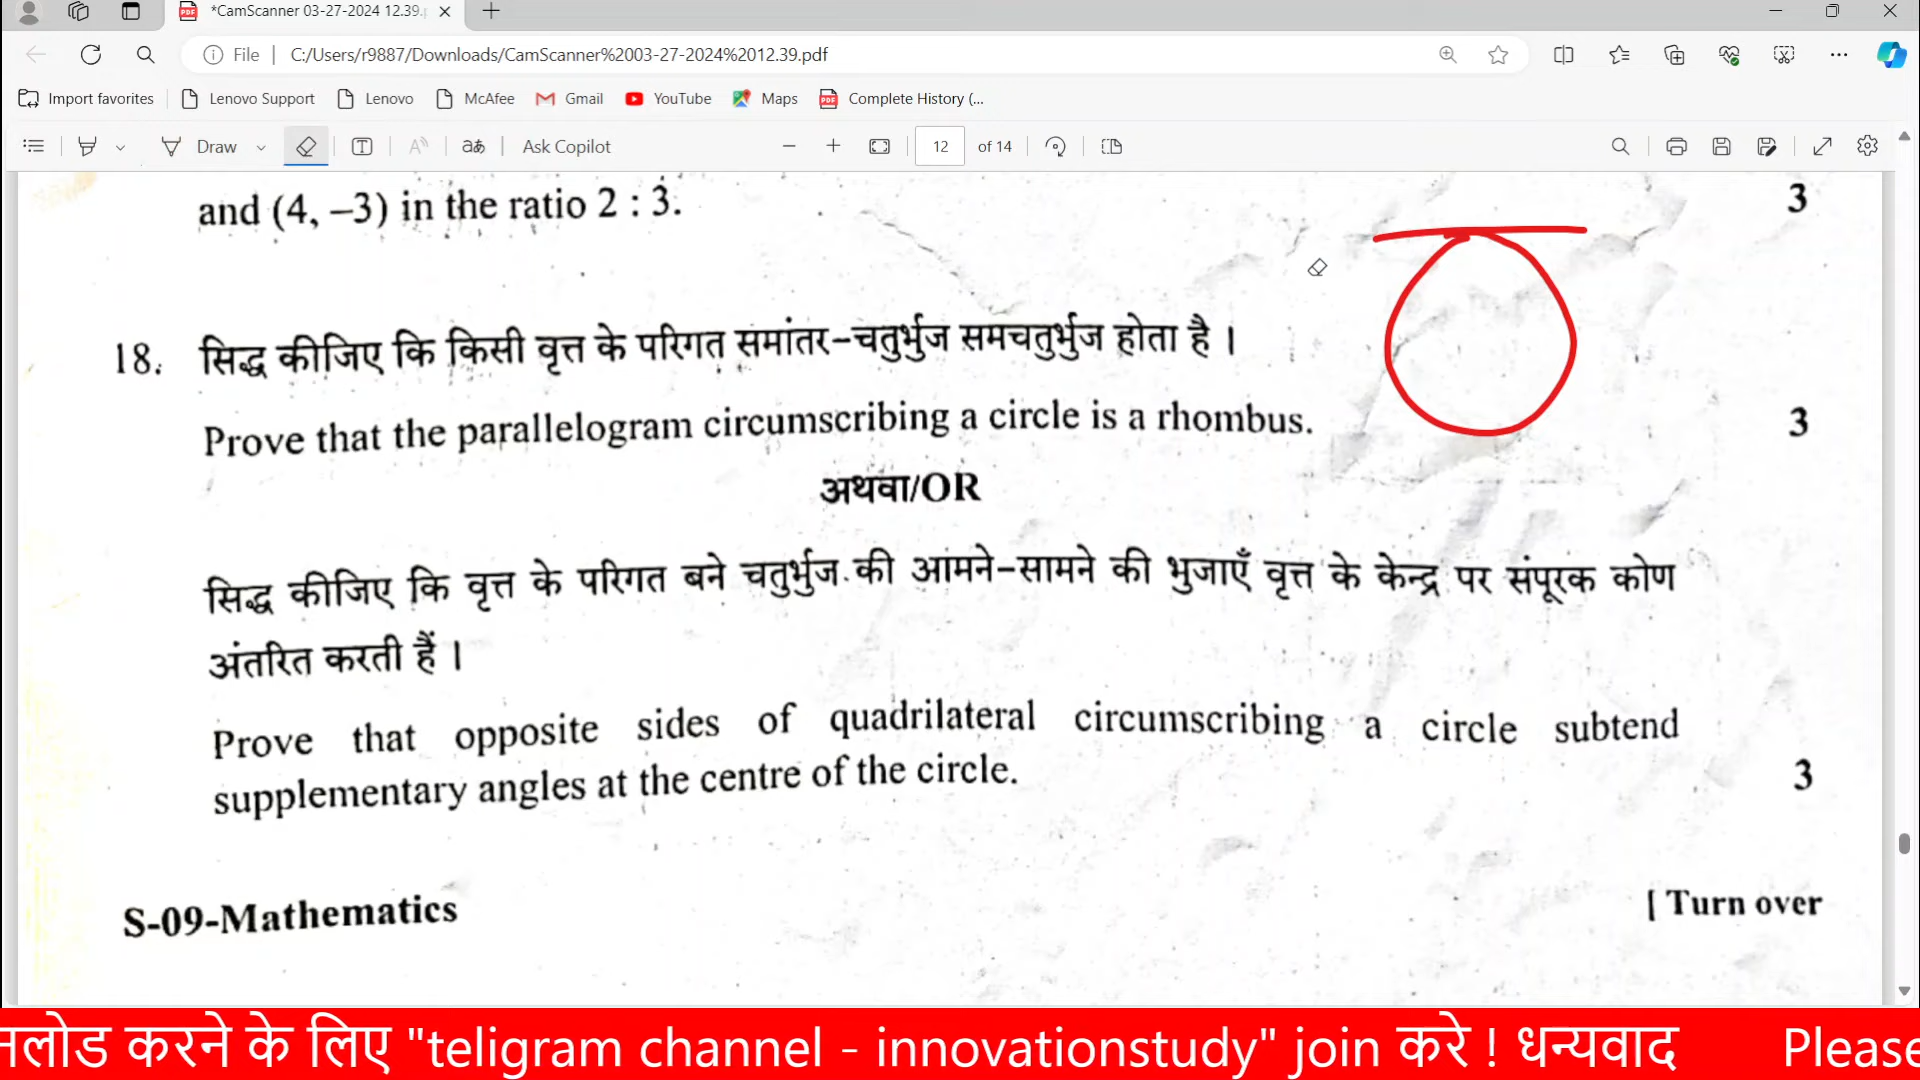 *CamScanner 03-27-2024 12.39.
File | C:/Users/r9887/Downloads/CamScanner%2003-27-2024%2012.39.pdf
Import favorites Lenovo Support Lenovo McAfee Gmail YouTube Maps Complete History (...
Draw Ask Copilot 12 of 14
and (4, –3) in the ratio 2 : 3. 3
18. सिद्ध कीजिए कि किसी वृत्त के परिगत समांतर-चतुर्भुज समचतुर्भुज होता है ।
Prove that the parallelogram circumscribing a circle is a rhombus. 3
अथवा/OR
सिद्ध कीजिए कि वृत्त के परिगत बने चतुर्भुज की आमने-सामने की भुजाएँ वृत्त के केन्द्र पर संपूरक कोण
अंतरित करती हैं ।
Prove that opposite sides of quadrilateral circumscribing a circle subtend
supplementary angles at the centre of the circle. 3
S-09-Mathematics [ Turn over
नलोड करने के लिए "teligram channel - innovationstudy" join करे ! धन्यवाद Please